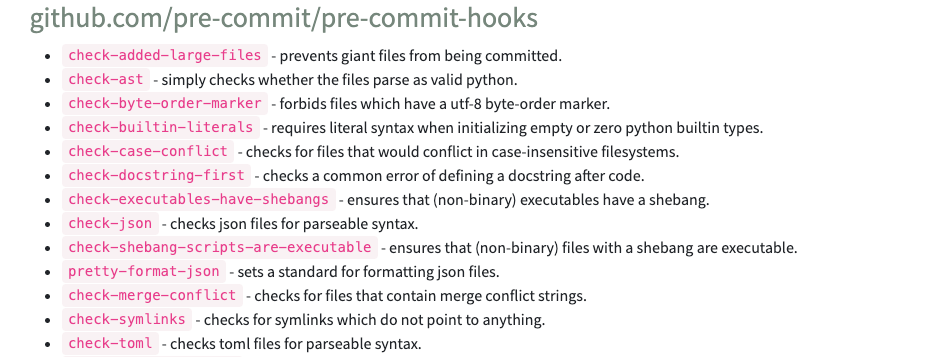 github.com/pre-commit/pre-commit-hooks
• check-added-large-files - prevents giant files from being committed.
• check-ast - simply checks whether the files parse as valid python.
• check-byte-order-marker - forbids files which have a utf-8 byte-order marker.
• check-builtin-literals - requires literal syntax when initializing empty or zero python builtin types.
• check-case-conflict - checks for files that would conflict in case-insensitive filesystems.
• check-docstring-first - checks a common error of defining a docstring after code.
• check-executables-have-shebangs - ensures that (non-binary) executables have a shebang.
• check-json - checks json files for parseable syntax.
• check-shebang-scripts-are-executable - ensures that (non-binary) files with a shebang are executable.
• pretty-format-json - sets a standard for formatting json files.
• check-merge-conflict - checks for files that contain merge conflict strings.
• check-symlinks - checks for symlinks which do not point to anything.
• check-toml - checks toml files for parseable syntax.